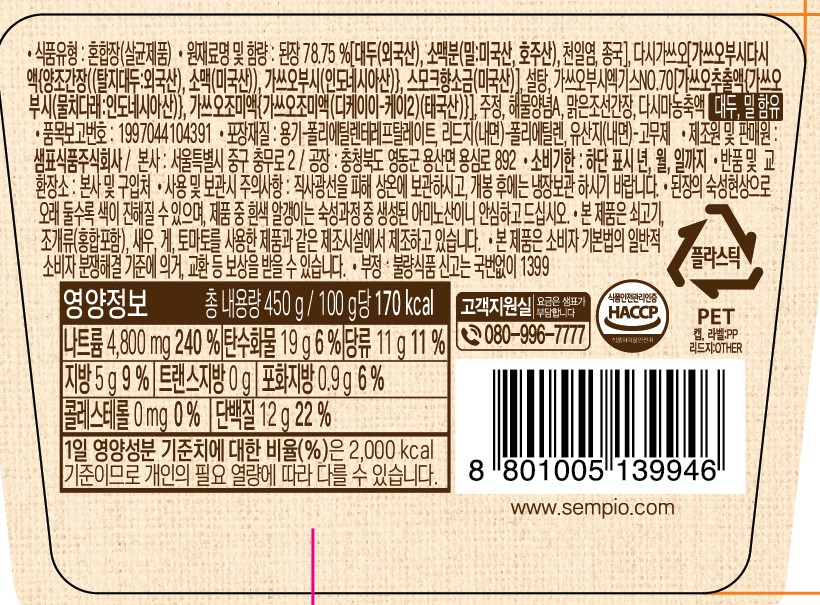 • 식품유형 : 혼합장(살균제품) • 원재료명 및 함량 : 된장 78.75 %[대두(외국산), 소맥분(밀:미국산, 호주산), 천일염, 종국], 다시가쓰오[가쓰오부시다시
액{양조간장((탈지대두:외국산), 소맥(미국산)), 가쓰오부시(인도네시아산)}, 스모크향소금(미국산)], 설탕, 가쓰오부시엑기스NO.70[가쓰오추출액{가쓰오
부시(물치다래:인도네시아산)}, 가쓰오조미액{가쓰오조미액(디케이이-케이2)(태국산)}], 주정, 해물양념A, 맑은조선간장, 다시마농축액 대두, 밀 함유
• 품목보고번호 : 1997044104391 • 포장재질 : 용기-폴리에틸렌테레프탈레이트, 리드지(내면)-폴리에틸렌, 유산지(내면)-고무제 • 제조원 및 판매원 :
샘표식품주식회사 / 본사 : 서울특별시 중구 충무로 2 / 공장 : 충청북도 영동군 용산면 용심로 892 • 소비기한 : 하단 표시 년, 월, 일까지 • 반품 및 교
환장소 : 본사 및 구입처 • 사용 및 보관시 주의사항 : 직사광선을 피해 상온에 보관하시고, 개봉 후에는 냉장보관 하시기 바랍니다. • 된장의 숙성현상으로
오래 둘수록 색이 진해질 수 있으며, 제품 중 흰색 알갱이는 숙성과정 중 생성된 아미노산이니 안심하고 드십시오. • 본 제품은 쇠고기,
조개류(홍합포함), 새우, 게, 토마토를 사용한 제품과 같은 제조시설에서 제조하고 있습니다. • 본 제품은 소비자 기본법의 일반적
소비자 분쟁해결 기준에 의거, 교환 등 보상을 받을 수 있습니다. • 부정 · 불량식품 신고는 국번없이 1399
플라스틱
PET
캡, 라벨:PP
리드지:OTHER
영양정보 총 내용량 450 g / 100 g당 170 kcal
나트륨 4,800 mg 240 % 탄수화물 19 g 6 % 당류 11 g 11 %
지방 5 g 9 % 트랜스지방 0 g 포화지방 0.9 g 6 %
콜레스테롤 0 mg 0 % 단백질 12 g 22 %
1일 영양성분 기준치에 대한 비율(%)은 2,000 kcal
기준이므로 개인의 필요 열량에 따라 다를 수 있습니다.
고객지원실 요금은 샘표가
부담합니다
080-996-7777
식품안전관리인증
HACCP
식품의약품안전처
8 801005 139946
www.sempio.com